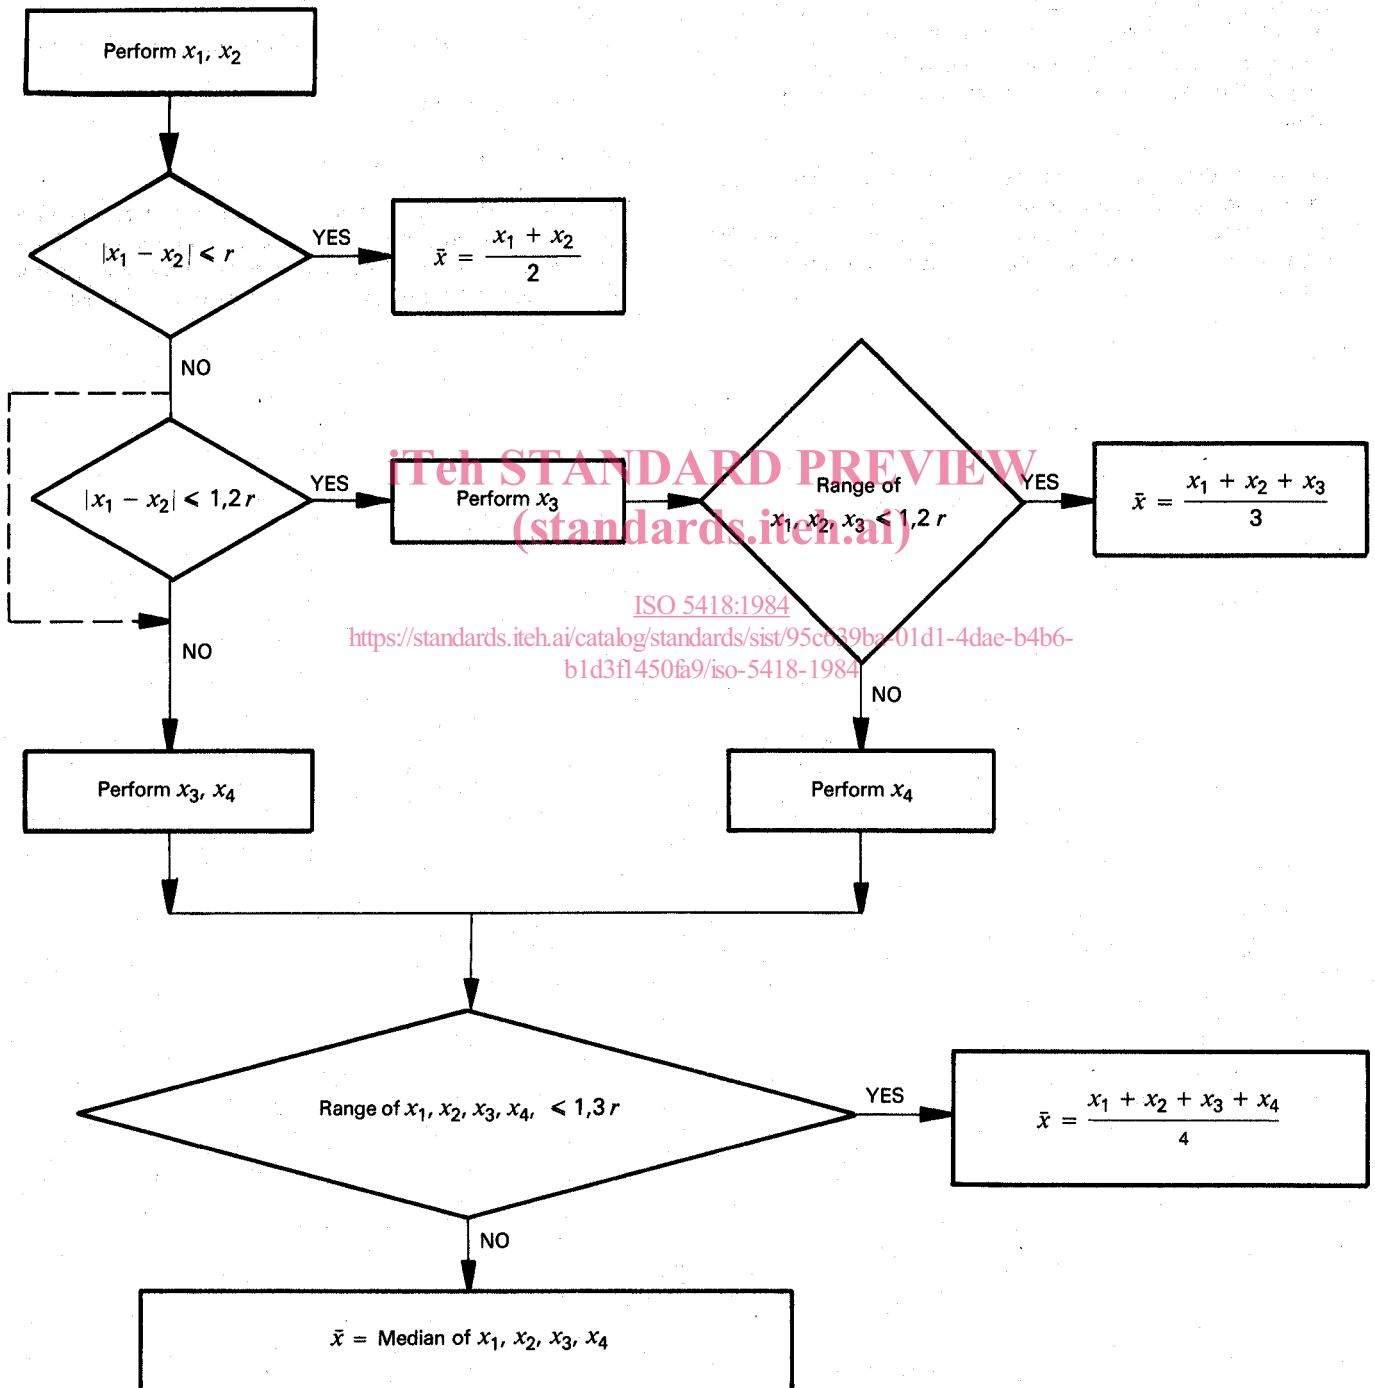 Perform x₁, x₂
|x₁ − x₂| ⩽ r
YES
x̄ = (x₁ + x₂) / 2
NO
|x₁ − x₂| ⩽ 1,2 r
YES
Perform x₃
Range of
x₁, x₂, x₃ ⩽ 1,2 r
YES
x̄ = (x₁ + x₂ + x₃) / 3
iTeh STANDARD PREVIEW
(standards.iteh.ai)
ISO 5418:1984
https://standards.iteh.ai/catalog/standards/sist/95c639ba-01d1-4dae-b4b6-
b1d3f1450fa9/iso-5418-1984
NO
NO
Perform x₃, x₄
Perform x₄
Range of x₁, x₂, x₃, x₄, ⩽ 1,3 r
YES
x̄ = (x₁ + x₂ + x₃ + x₄) / 4
NO
x̄ = Median of x₁, x₂, x₃, x₄